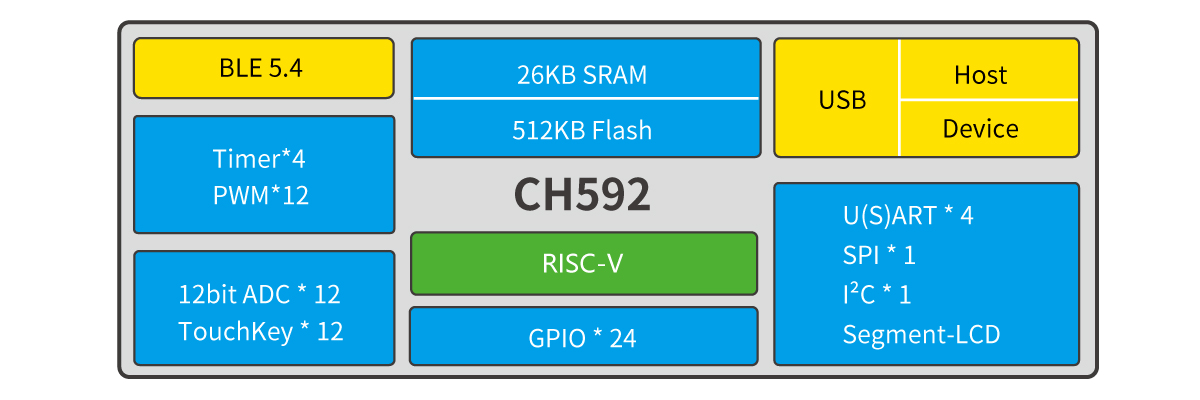 BLE 5.4
Timer*4
PWM*12
12bit ADC * 12
TouchKey * 12
26KB SRAM
512KB Flash
CH592
RISC-V
GPIO * 24
USB
Host
Device
U(S)ART * 4
SPI * 1
I²C * 1
Segment-LCD